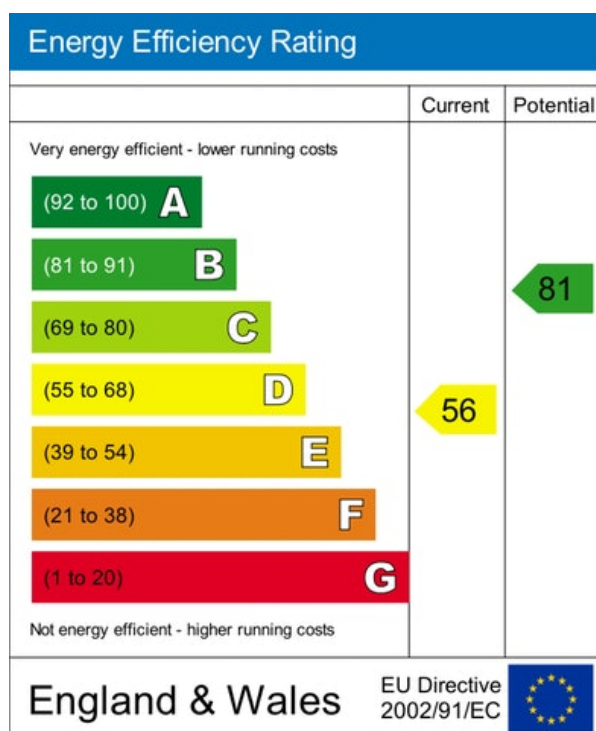 Energy Efficiency Rating
Current Potential
Very energy efficient - lower running costs
(92 to 100) A
(81 to 91) B
81
(69 to 80) C
(55 to 68) D
56
(39 to 54) E
(21 to 38) F
(1 to 20) G
Not energy efficient - higher running costs
England & Wales
EU Directive
2002/91/EC